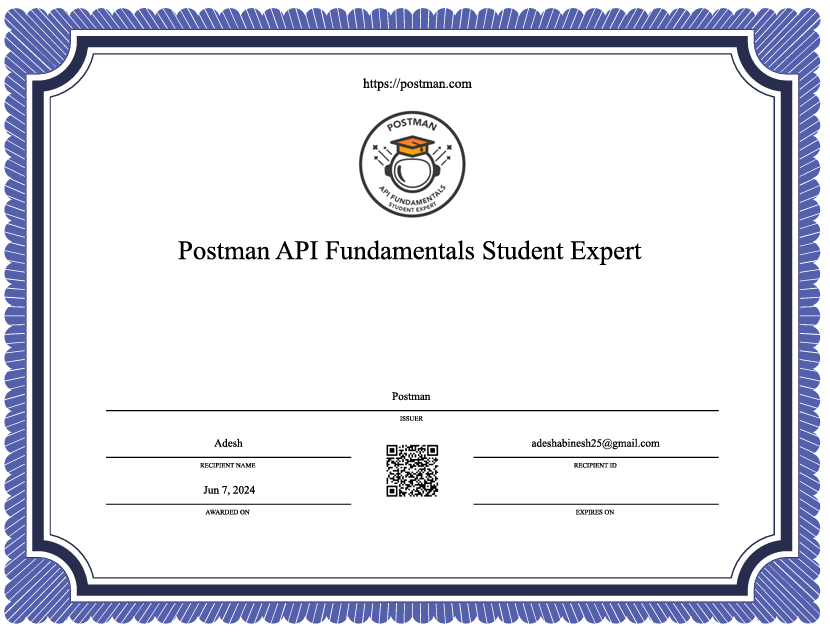 https://postman.com
POSTMAN
API FUNDAMENTALS
STUDENT EXPERT
Postman API Fundamentals Student Expert
Postman
ISSUER
Adesh
adeshabinesh25@gmail.com
RECIPIENT NAME
RECIPIENT ID
Jun 7, 2024
AWARDED ON
EXPIRES ON